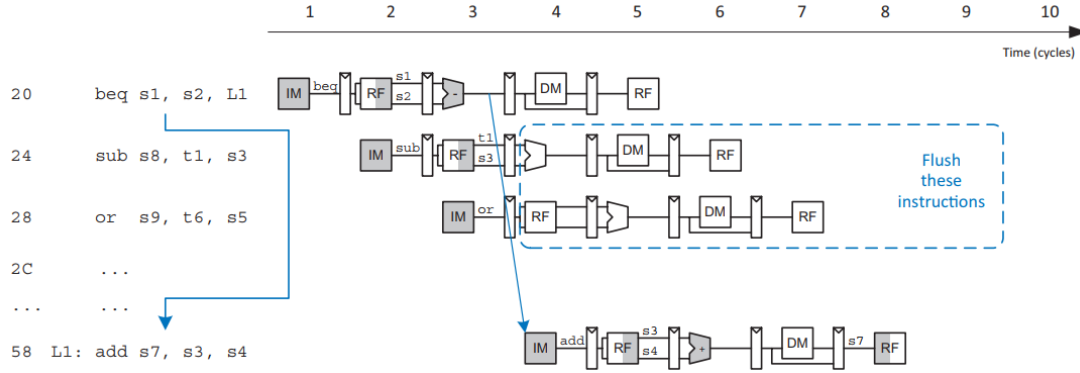 1 2 3 4 5 6 7 8 9 10
Time (cycles)
20 beq s1, s2, L1 IM beq RF s1 s2 - DM RF
24 sub s8, t1, s3 IM sub RF t1 s3 DM RF
28 or s9, t6, s5 IM or RF DM RF
Flush
these
instructions
2C ...
... ...
58 L1: add s7, s3, s4 IM add RF s3 s4 + DM s7 RF